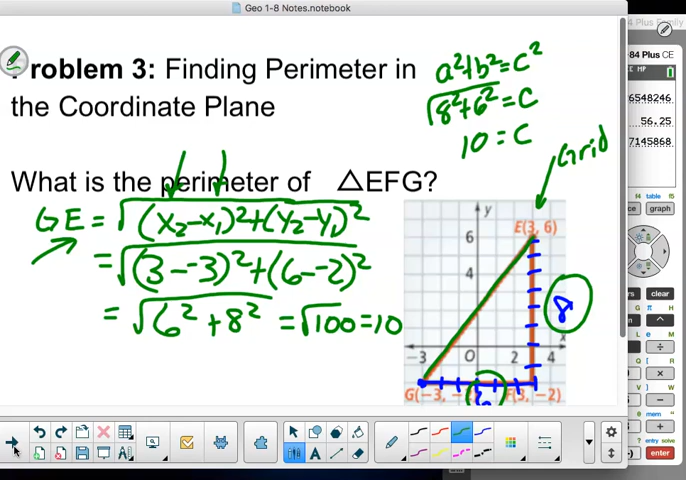 Geo 1-8 Notes.notebook
Problem 3: Finding Perimeter in
the Coordinate Plane
a²+b²=c²
√8²+6² = c
10 = c
Grid
What is the perimeter of △EFG?
GE = √(x₂-x₁)²+(y₂-y₁)²
= √(3--3)²+(6--2)²
= √6²+8² = √100=10
y
E(3, 6)
6
4
8
-3
O
2
4
x
G(-3, -
6
F(3, -2)
84 Plus CE
MP
6548246
56.25
7145868
graph
clear
enter